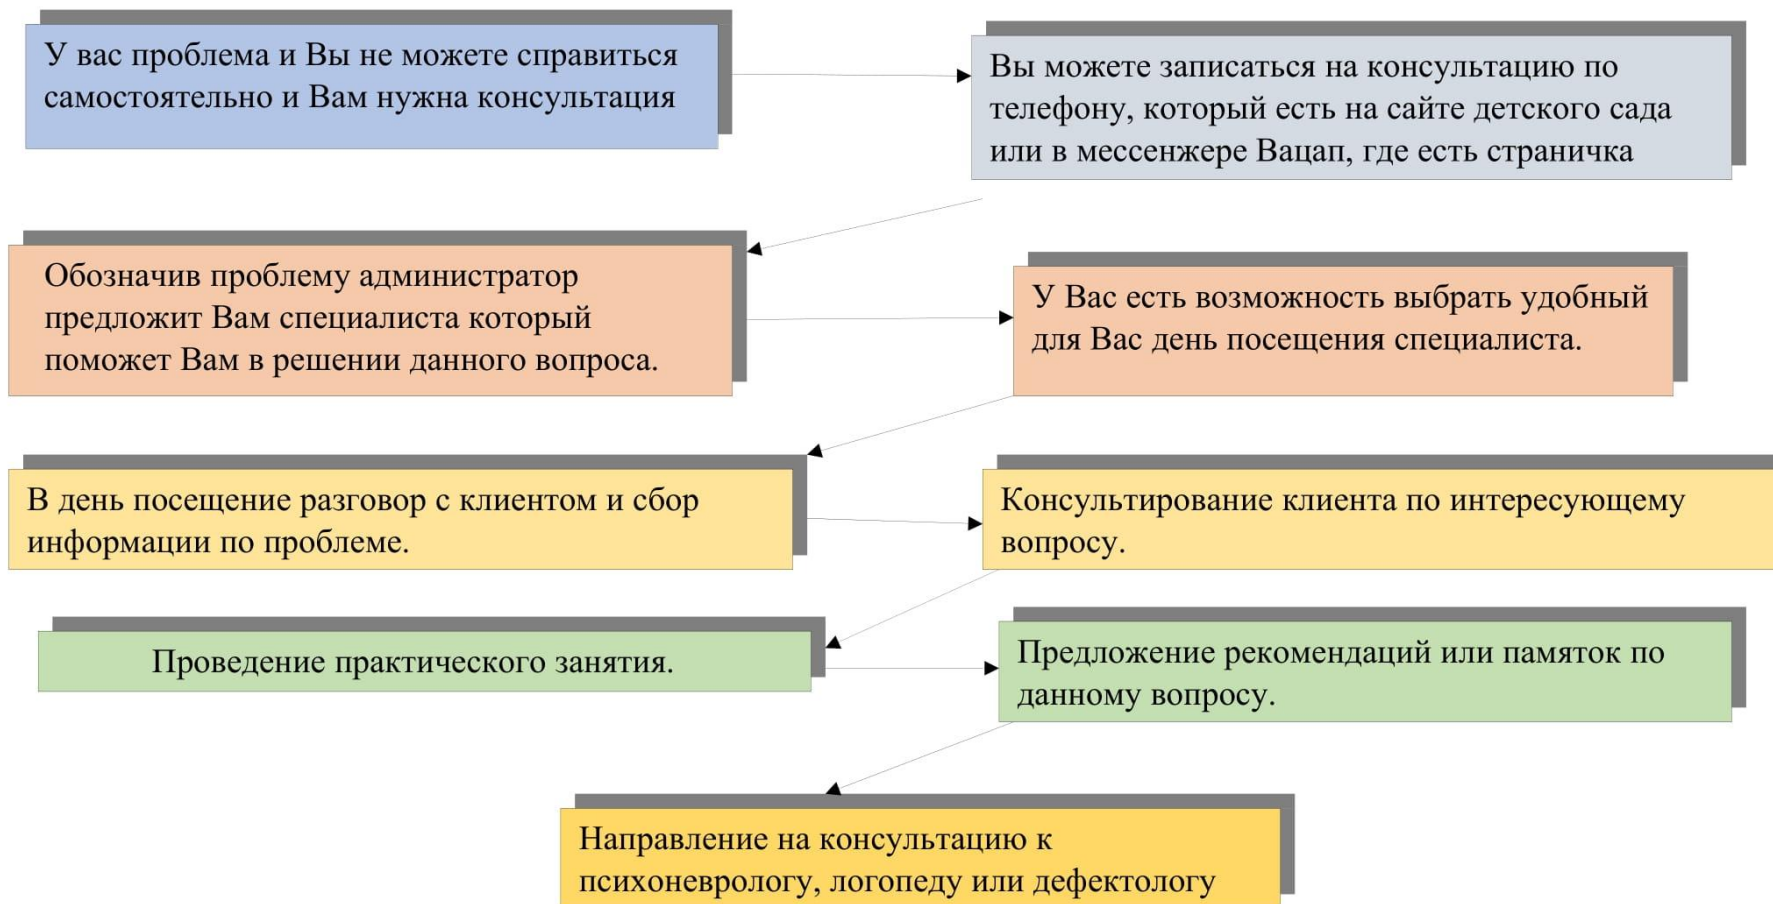 У вас проблема и Вы не можете справиться
самостоятельно и Вам нужна консультация
Вы можете записаться на консультацию по
телефону, который есть на сайте детского сада
или в мессенжере Вацап, где есть страничка
Обозначив проблему администратор
предложит Вам специалиста который
поможет Вам в решении данного вопроса.
У Вас есть возможность выбрать удобный
для Вас день посещения специалиста.
В день посещение разговор с клиентом и сбор
информации по проблеме.
Консультирование клиента по интересующему
вопросу.
Проведение практического занятия.
Предложение рекомендаций или памяток по
данному вопросу.
Направление на консультацию к
психоневрологу, логопеду или дефектологу